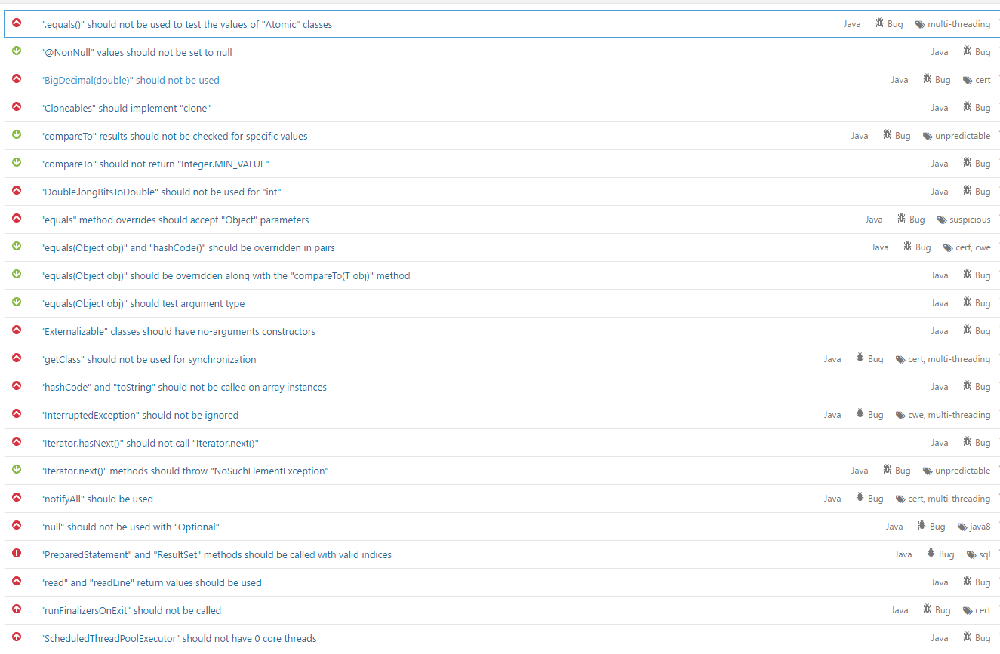 ".equals()" should not be used to test the values of "Atomic" classes Java Bug multi-threading
"@NonNull" values should not be set to null Java Bug
"BigDecimal(double)" should not be used Java Bug cert
"Cloneables" should implement "clone" Java Bug
"compareTo" results should not be checked for specific values Java Bug unpredictable
"compareTo" should not return "Integer.MIN_VALUE" Java Bug
"Double.longBitsToDouble" should not be used for "int" Java Bug
"equals" method overrides should accept "Object" parameters Java Bug suspicious
"equals(Object obj)" and "hashCode()" should be overridden in pairs Java Bug cert, cwe
"equals(Object obj)" should be overridden along with the "compareTo(T obj)" method Java Bug
"equals(Object obj)" should test argument type Java Bug
"Externalizable" classes should have no-arguments constructors Java Bug
"getClass" should not be used for synchronization Java Bug cert, multi-threading
"hashCode" and "toString" should not be called on array instances Java Bug
"InterruptedException" should not be ignored Java Bug cwe, multi-threading
"Iterator.hasNext()" should not call "Iterator.next()" Java Bug
"Iterator.next()" methods should throw "NoSuchElementException" Java Bug unpredictable
"notifyAll" should be used Java Bug cert, multi-threading
"null" should not be used with "Optional" Java Bug java8
"PreparedStatement" and "ResultSet" methods should be called with valid indices Java Bug sql
"read" and "readLine" return values should be used Java Bug
"runFinalizersOnExit" should not be called Java Bug cert
"ScheduledThreadPoolExecutor" should not have 0 core threads Java Bug